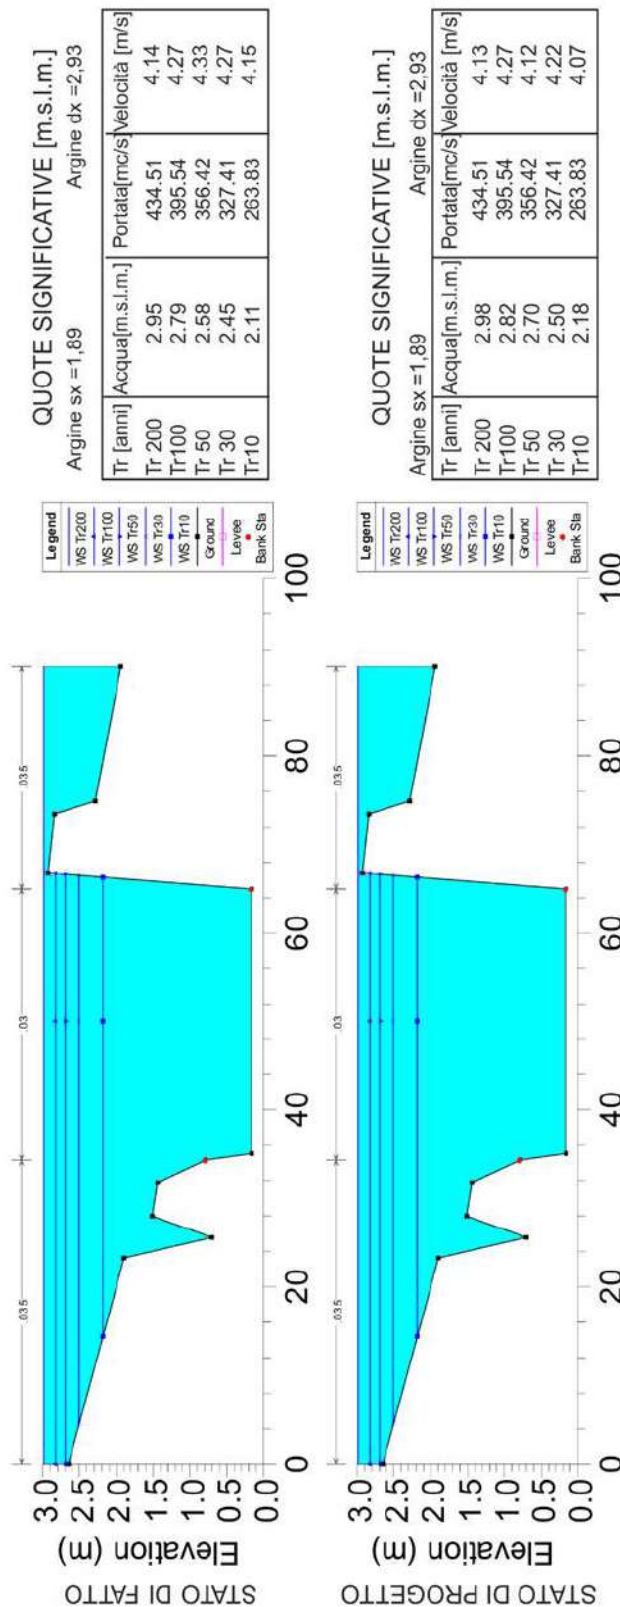 STATO DI FATTO
Elevation (m)
3.0
2.5
2.0
1.5
1.0
0.5
0.0
.035
.03
.035
0
20
40
60
80
100
Legend
WS Tr200
WS Tr100
WS Tr50
WS Tr30
WS Tr10
Ground
Levee
Bank Sta
QUOTE SIGNIFICATIVE [m.s.l.m.]
Argine sx =1,89 Argine dx =2,93
Tr [anni] Acqua[m.s.l.m.] Portata[mc/s] Velocità [m/s]
Tr 200 2.95 434.51 4.14
Tr100 2.79 395.54 4.27
Tr 50 2.58 356.42 4.33
Tr 30 2.45 327.41 4.27
Tr10 2.11 263.83 4.15
STATO DI PROGETTO
Elevation (m)
3.0
2.5
2.0
1.5
1.0
0.5
0.0
.035
.03
.035
0
20
40
60
80
100
Legend
WS Tr200
WS Tr100
WS Tr50
WS Tr30
WS Tr10
Ground
Levee
Bank Sta
QUOTE SIGNIFICATIVE [m.s.l.m.]
Argine sx =1,89 Argine dx =2,93
Tr [anni] Acqua[m.s.l.m.] Portata[mc/s] Velocità [m/s]
Tr 200 2.98 434.51 4.13
Tr100 2.82 395.54 4.27
Tr 50 2.70 356.42 4.12
Tr 30 2.50 327.41 4.22
Tr10 2.18 263.83 4.07